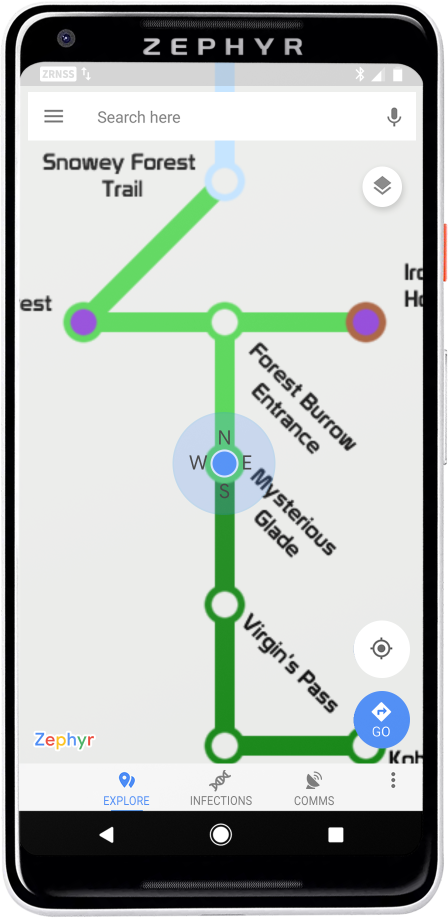 ZEPHYR
ZRNSS
Search here
Snowey Forest
Trail
est
Iro
Ho
Forest Burrow
Entrance
N
W E
S
Mysterious
Glade
Virgin's Pass
GO
Zephyr
Kob
EXPLORE
INFECTIONS
COMMS